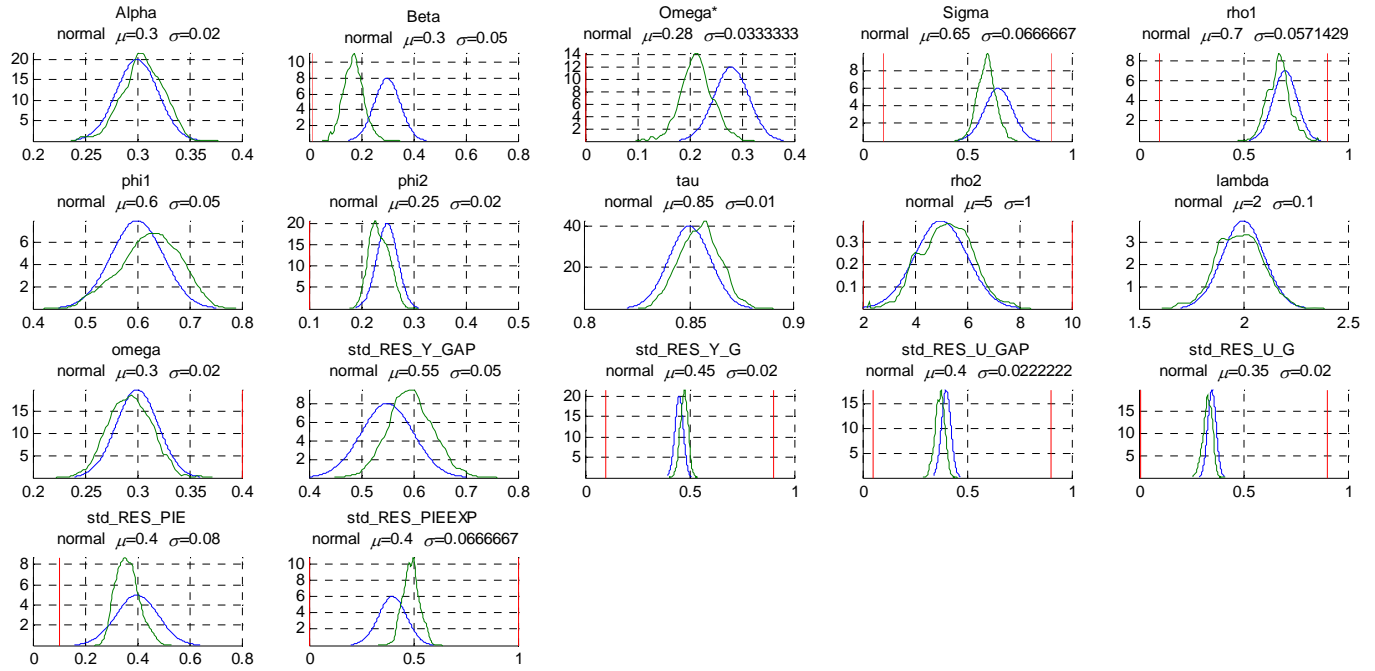 Alpha
normal μ=0.3 σ=0.02
20
15
10
5
0.2 0.25 0.3 0.35 0.4
Beta
normal μ=0.3 σ=0.05
10
8
6
4
2
0 0.2 0.4 0.6 0.8
Omega*
normal μ=0.28 σ=0.0333333
14
12
10
8
6
4
2
0 0.1 0.2 0.3 0.4
Sigma
normal μ=0.65 σ=0.0666667
8
6
4
2
0 0.5 1
rho1
normal μ=0.7 σ=0.0571429
8
6
4
2
0 0.5 1
phi1
normal μ=0.6 σ=0.05
6
4
2
0.4 0.5 0.6 0.7 0.8
phi2
normal μ=0.25 σ=0.02
20
15
10
5
0.1 0.2 0.3 0.4 0.5
tau
normal μ=0.85 σ=0.01
40
20
0.8 0.85 0.9
rho2
normal μ=5 σ=1
0.3
0.2
0.1
2 4 6 8 10
lambda
normal μ=2 σ=0.1
3
2
1
1.5 2 2.5
omega
normal μ=0.3 σ=0.02
15
10
5
0.2 0.25 0.3 0.35 0.4
std_RES_Y_GAP
normal μ=0.55 σ=0.05
8
6
4
2
0.4 0.5 0.6 0.7 0.8
std_RES_Y_G
normal μ=0.45 σ=0.02
20
15
10
5
0 0.5 1
std_RES_U_GAP
normal μ=0.4 σ=0.0222222
15
10
5
0 0.5 1
std_RES_U_G
normal μ=0.35 σ=0.02
15
10
5
0 0.5 1
std_RES_PIE
normal μ=0.4 σ=0.08
8
6
4
2
0 0.2 0.4 0.6 0.8
std_RES_PIEEXP
normal μ=0.4 σ=0.0666667
10
8
6
4
2
0 0.5 1